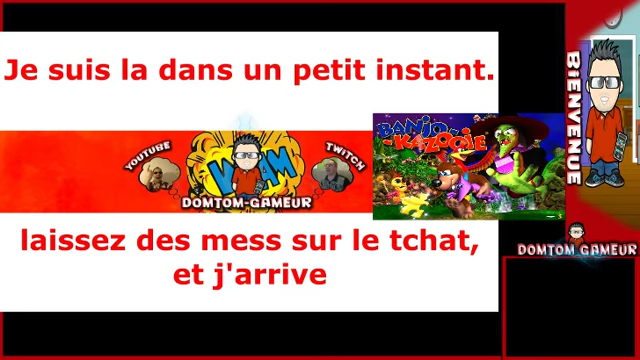 Je suis la dans un petit instant.
BIENVENUE
BANJO
-KAZOOIE
YOUTUBE
TWITCH
DOMTOM-GAMEUR
laissez des mess sur le tchat,
et j'arrive
DOMTOM GAMEUR